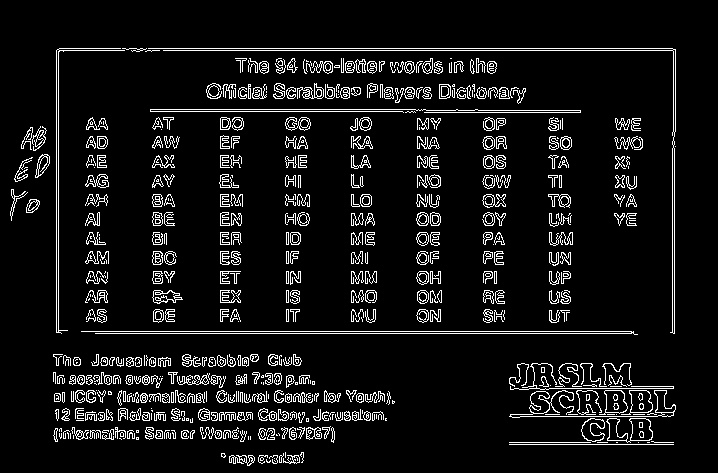 The 94 two-letter words in the
Official Scrabble® Players Dictionary
AA AT DO GO JO MY OP SI WE
AD AW EF HA KA NA OR SO WO
AE AX EH HE LA NE OS TA XI
AG AY EL HI LI NO OW TI XU
AH BA EM HM LO NU OX TO YA
AI BE EN HO MA OD OY UH YE
AL BI ER ID ME OE PA UM
AM BO ES IF MI OF PE UN
AN BY ET IN MM OH PI UP
AR EX IS MO OM RE US
AS DE FA IT MU ON SH UT
AB
ED
Yo
The Jerusalem Scrabble® Club
In session every Tuesday at 7:30 p.m.
at ICCY* (International Cultural Center for Youth),
12 Emek Refaim St., German Colony, Jerusalem.
(Information: Sam or Wendy,
* map overleaf
JRSLM
SCRBBL
CLB